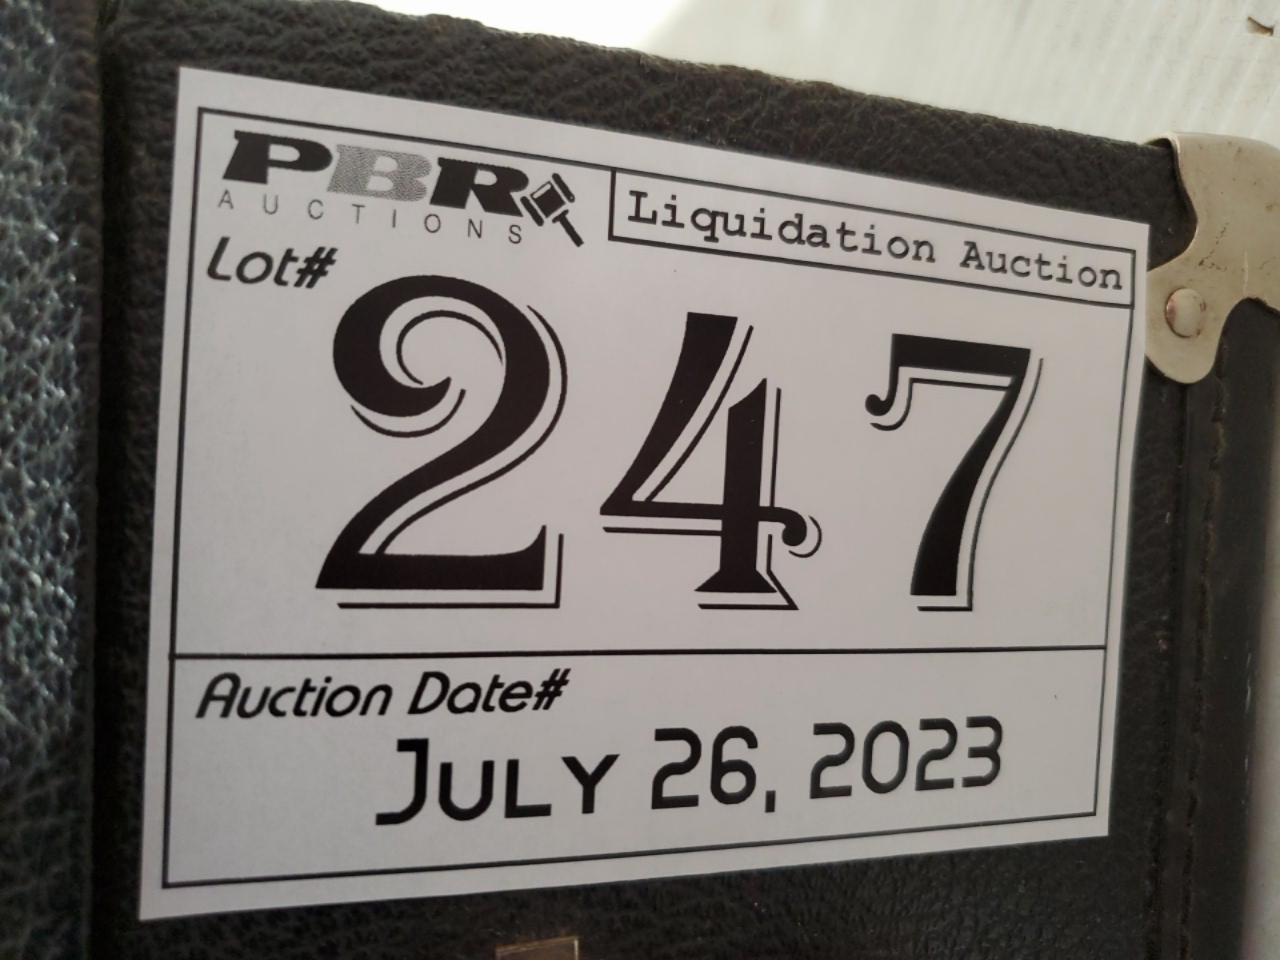 PBR
AUCTIONS
Liquidation Auction
Lot#
247
Auction Date#
July 26, 2023